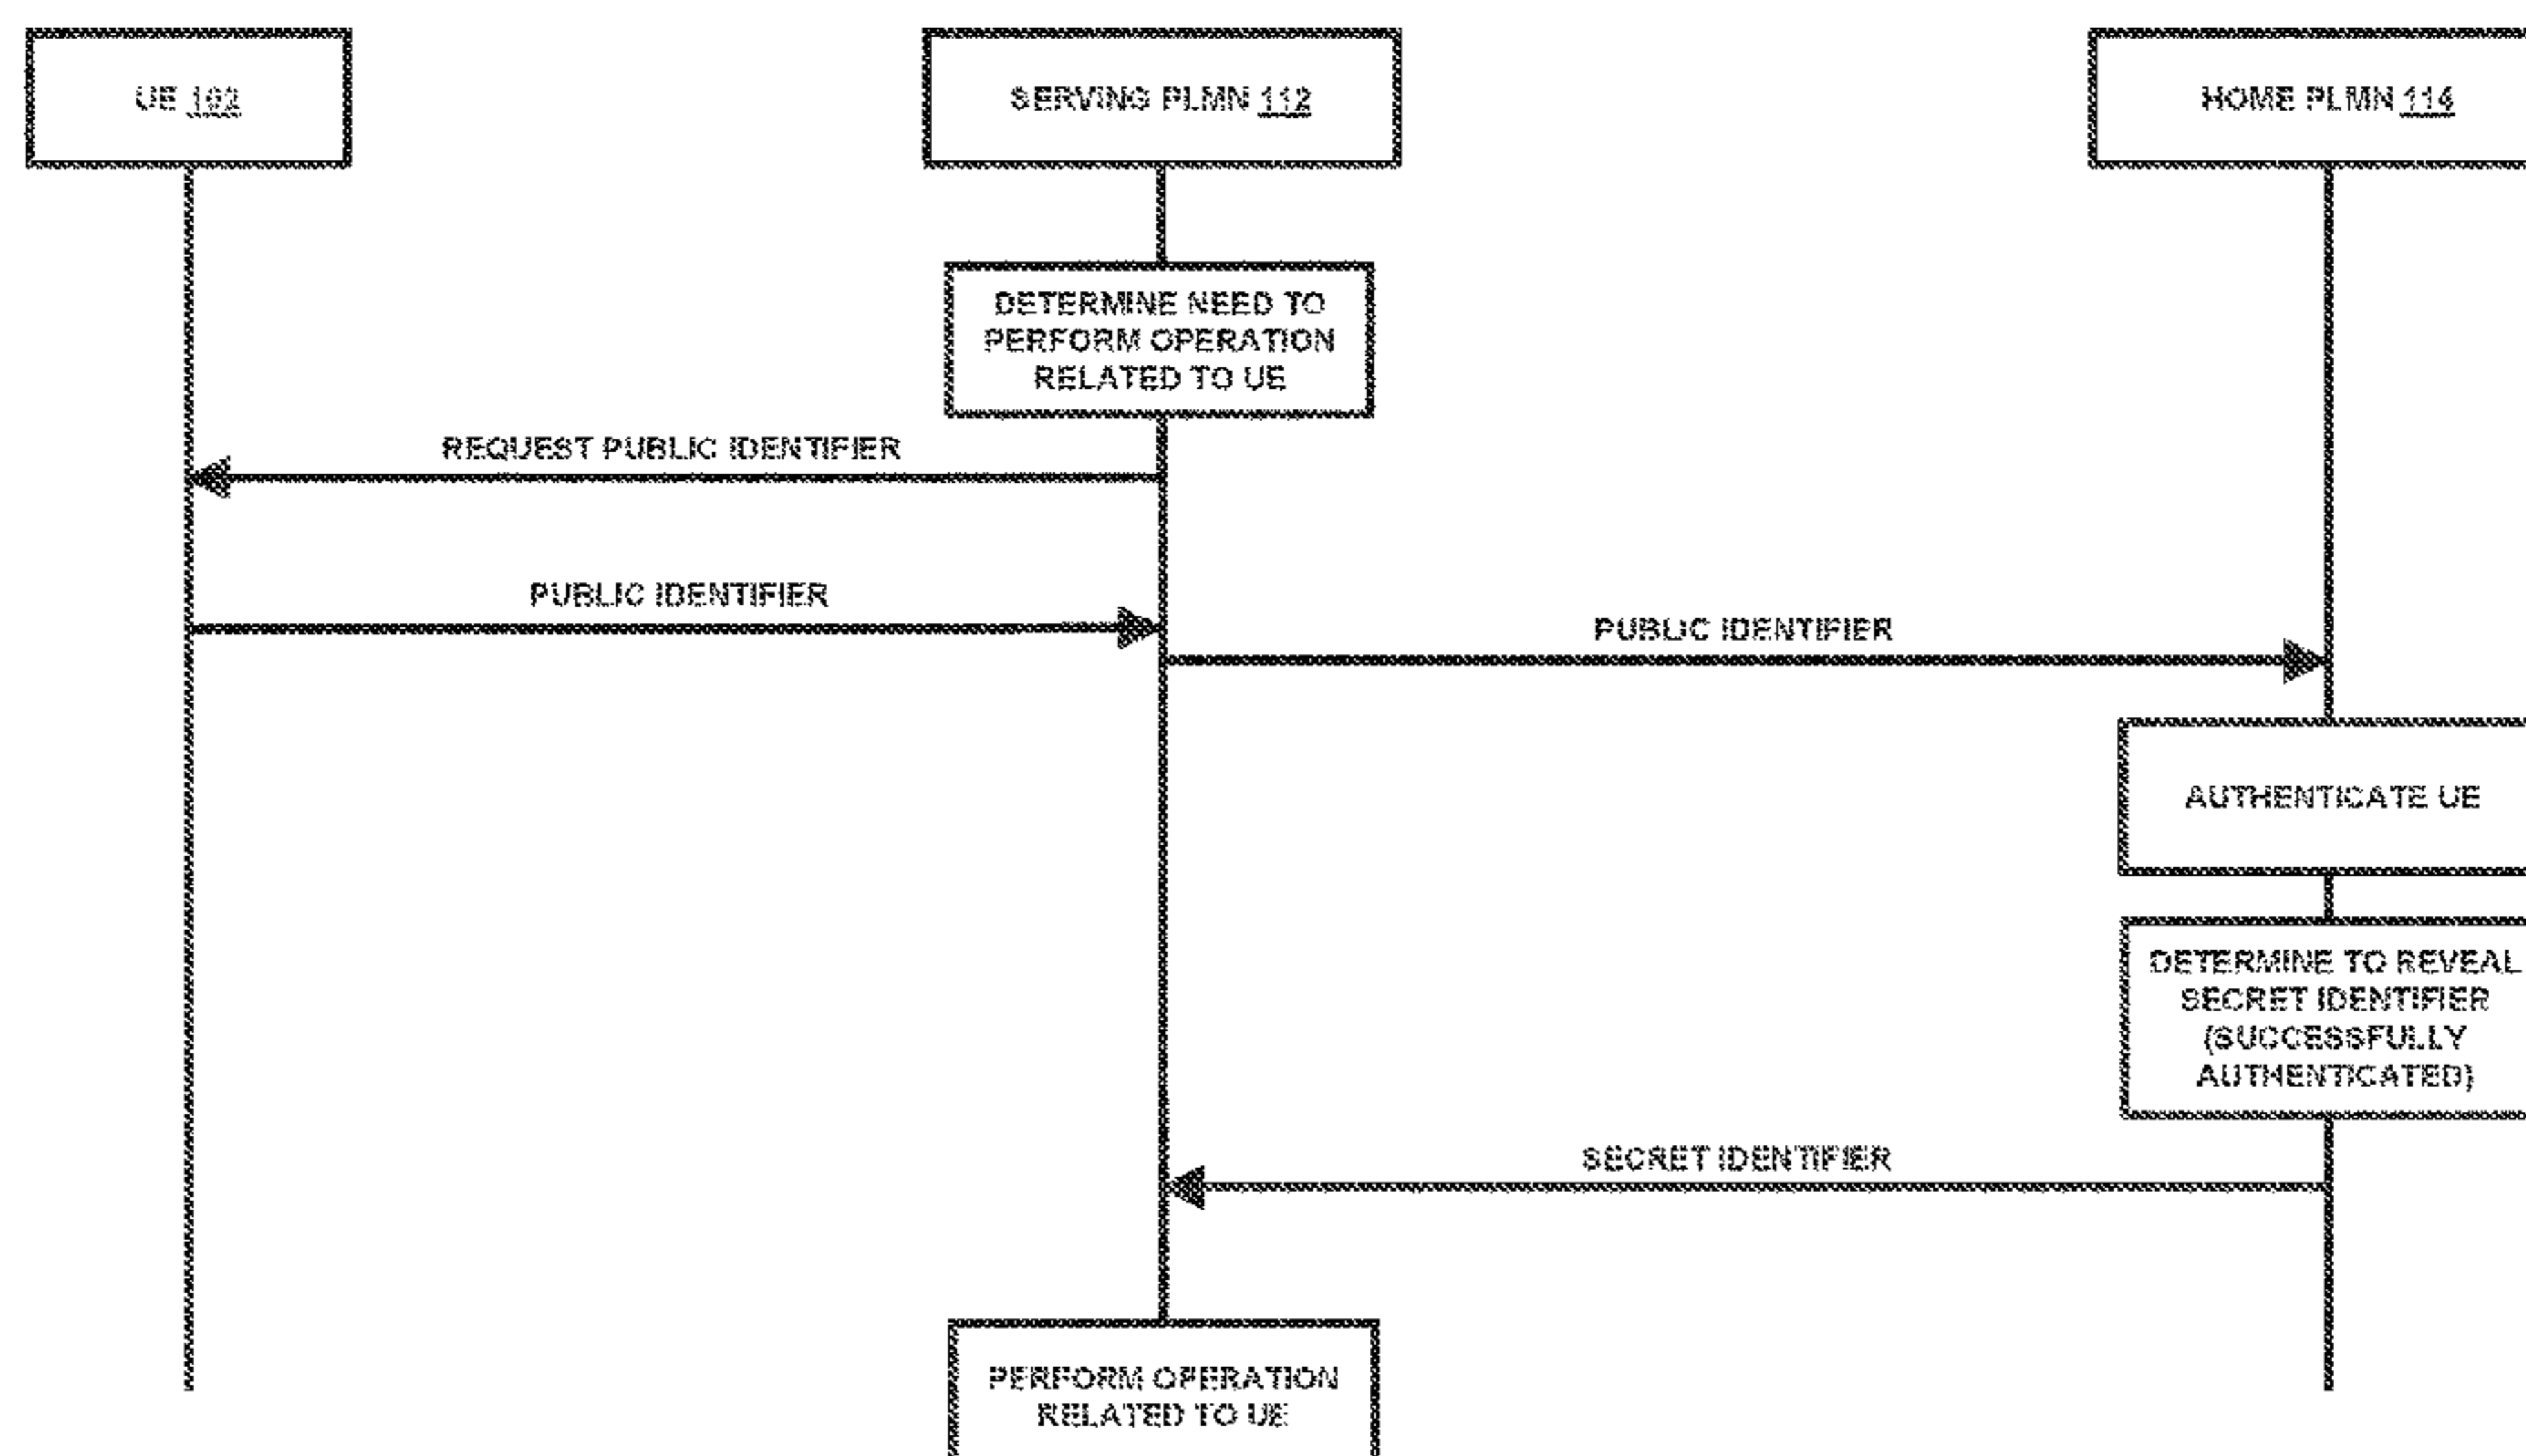 UE 102
SERVING PLMN 112
HOME PLMN 114
DETERMINE NEED TO
PERFORM OPERATION
RELATED TO UE
REQUEST PUBLIC IDENTIFIER
PUBLIC IDENTIFIER
PUBLIC IDENTIFIER
AUTHENTICATE UE
DETERMINE TO REVEAL
SECRET IDENTIFIER
(SUCCESSFULLY
AUTHENTICATED)
SECRET IDENTIFIER
PERFORM OPERATION
RELATED TO UE